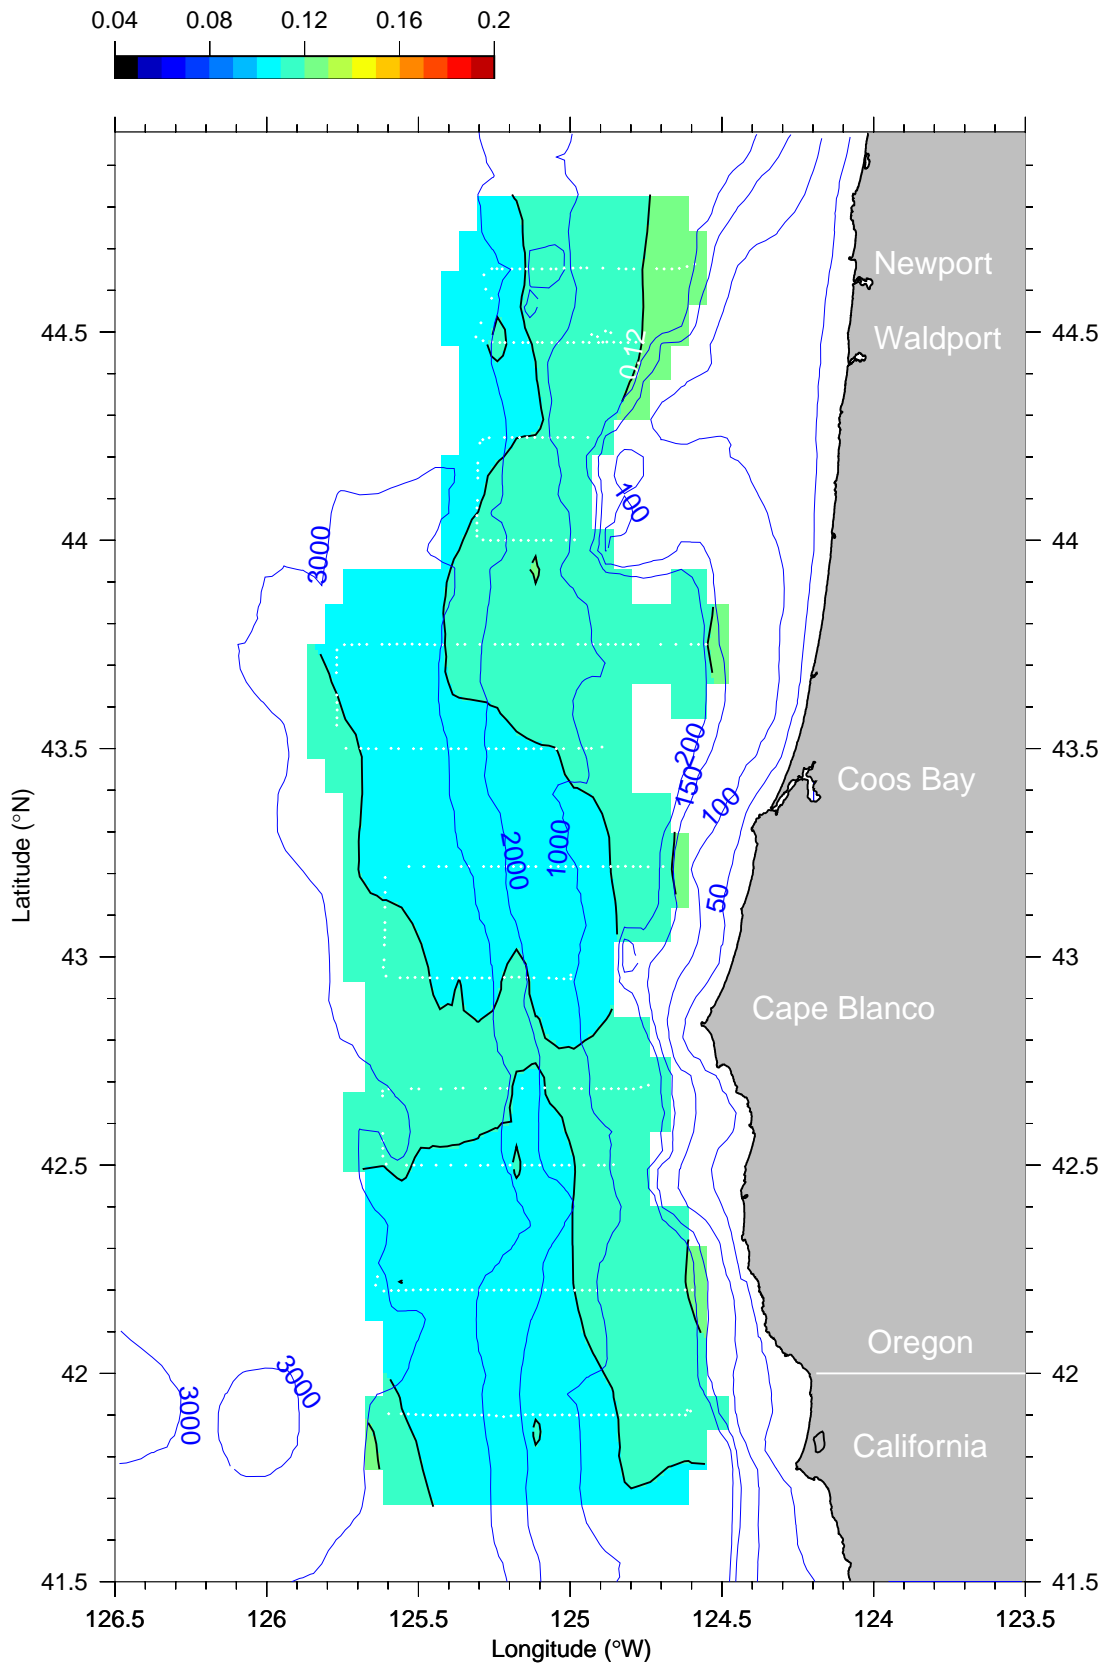 0.04 0.08 0.12 0.16 0.2
Newport
44.5 Waldport 44.5
0.12
100
3000
44 44
200
43.5 43.5
150
Coos Bay
100
1000
2000
50
Latitude (°N)
43 43
Cape Blanco
42.5 42.5
Oregon
42 3000 42
3000
California
41.5 41.5
126.5 126 125.5 125 124.5 124 123.5
Longitude (°W)